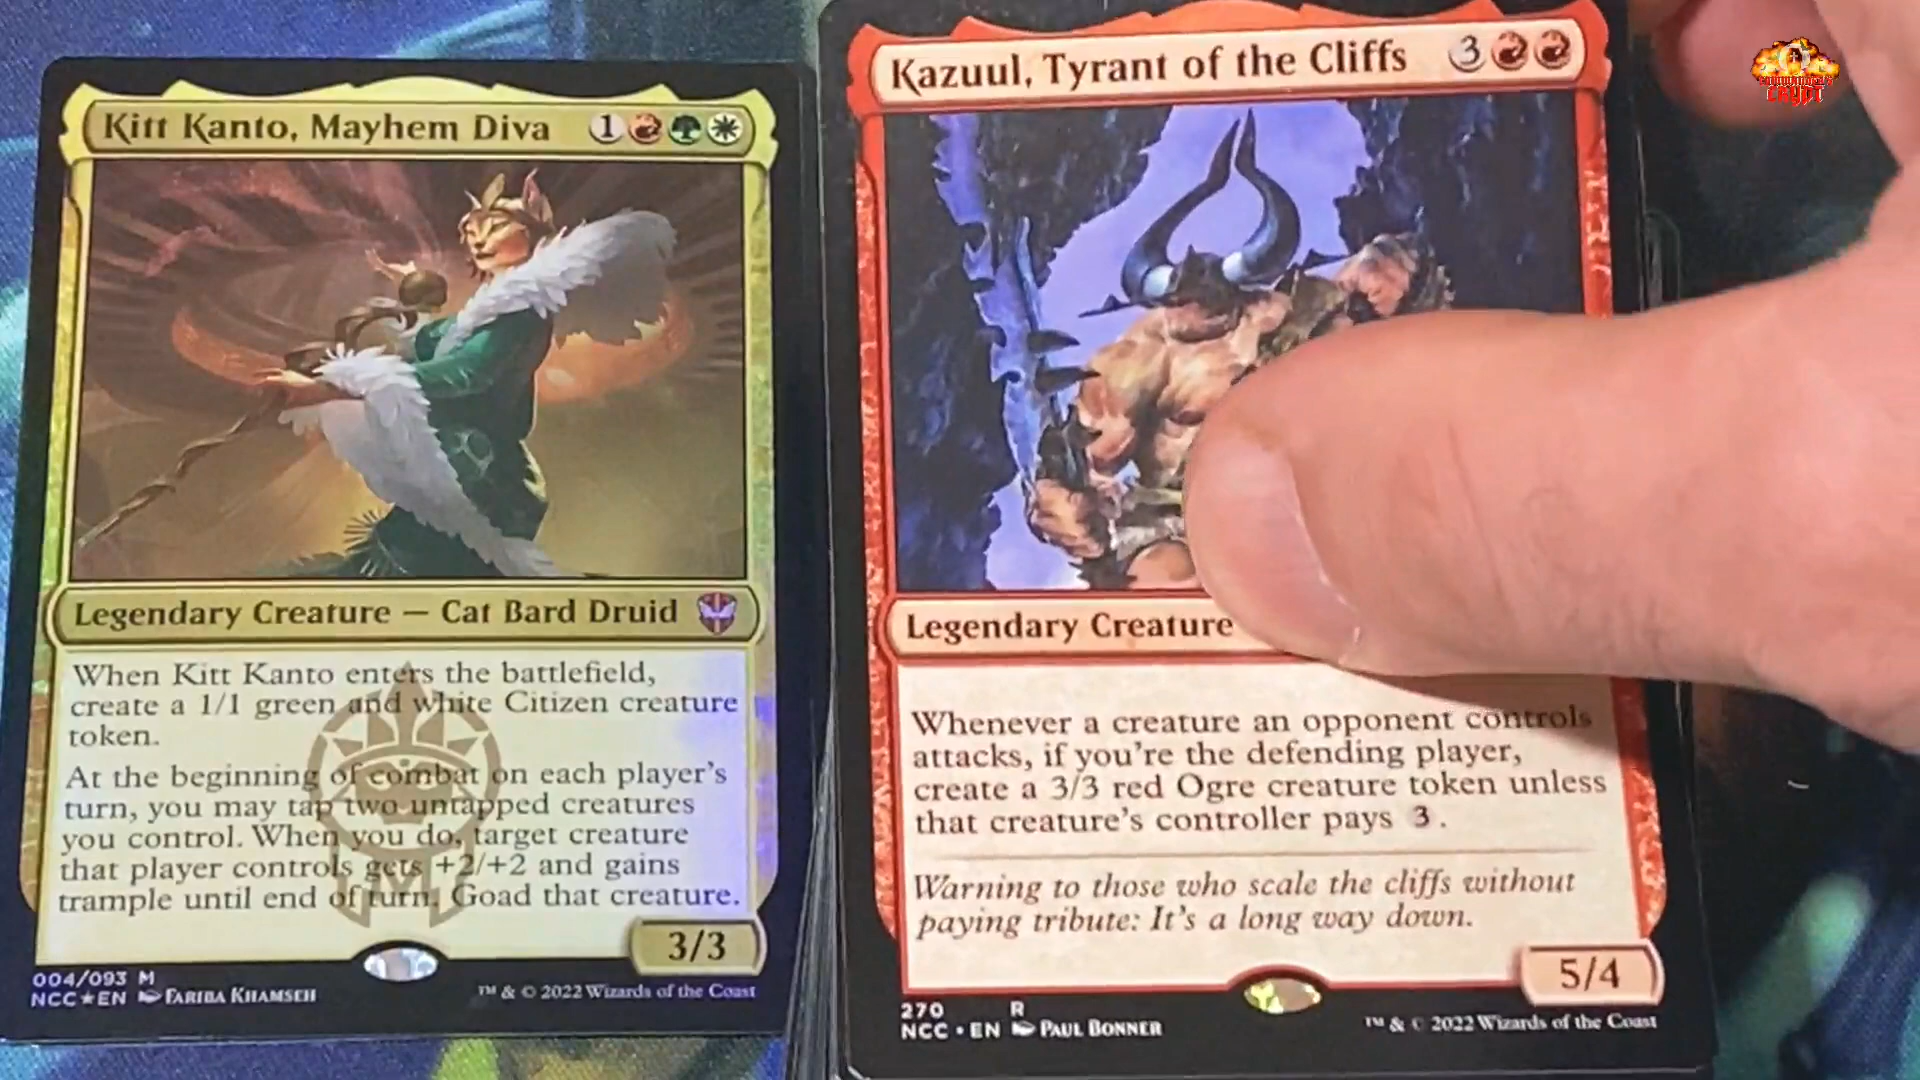 Kitt Kanto, Mayhem Diva 1
Legendary Creature — Cat Bard Druid
When Kitt Kanto enters the battlefield,
create a 1/1 green and white Citizen creature
token.
At the beginning of combat on each player's
turn, you may tap two untapped creatures
you control. When you do, target creature
that player controls gets +2/+2 and gains
trample until end of turn. Goad that creature.
3/3
004/093 M
NCC★EN FARIBA KHAMSEH
™ & © 2022 Wizards of the Coast
Kazuul, Tyrant of the Cliffs 3
Legendary Creature
Whenever a creature an opponent controls
attacks, if you're the defending player,
create a 3/3 red Ogre creature token unless
that creature's controller pays 3.
Warning to those who scale the cliffs without
paying tribute: It's a long way down.
5/4
270 R
NCC • EN PAUL BONNER
™ & © 2022 Wizards of the Coast
CRYPT